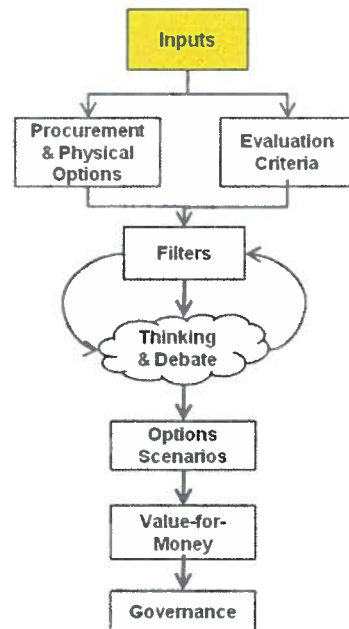 Inputs
Procurement
& Physical
Options
Evaluation
Criteria
Filters
Thinking
& Debate
Options
Scenarios
Value-for-
Money
Governance